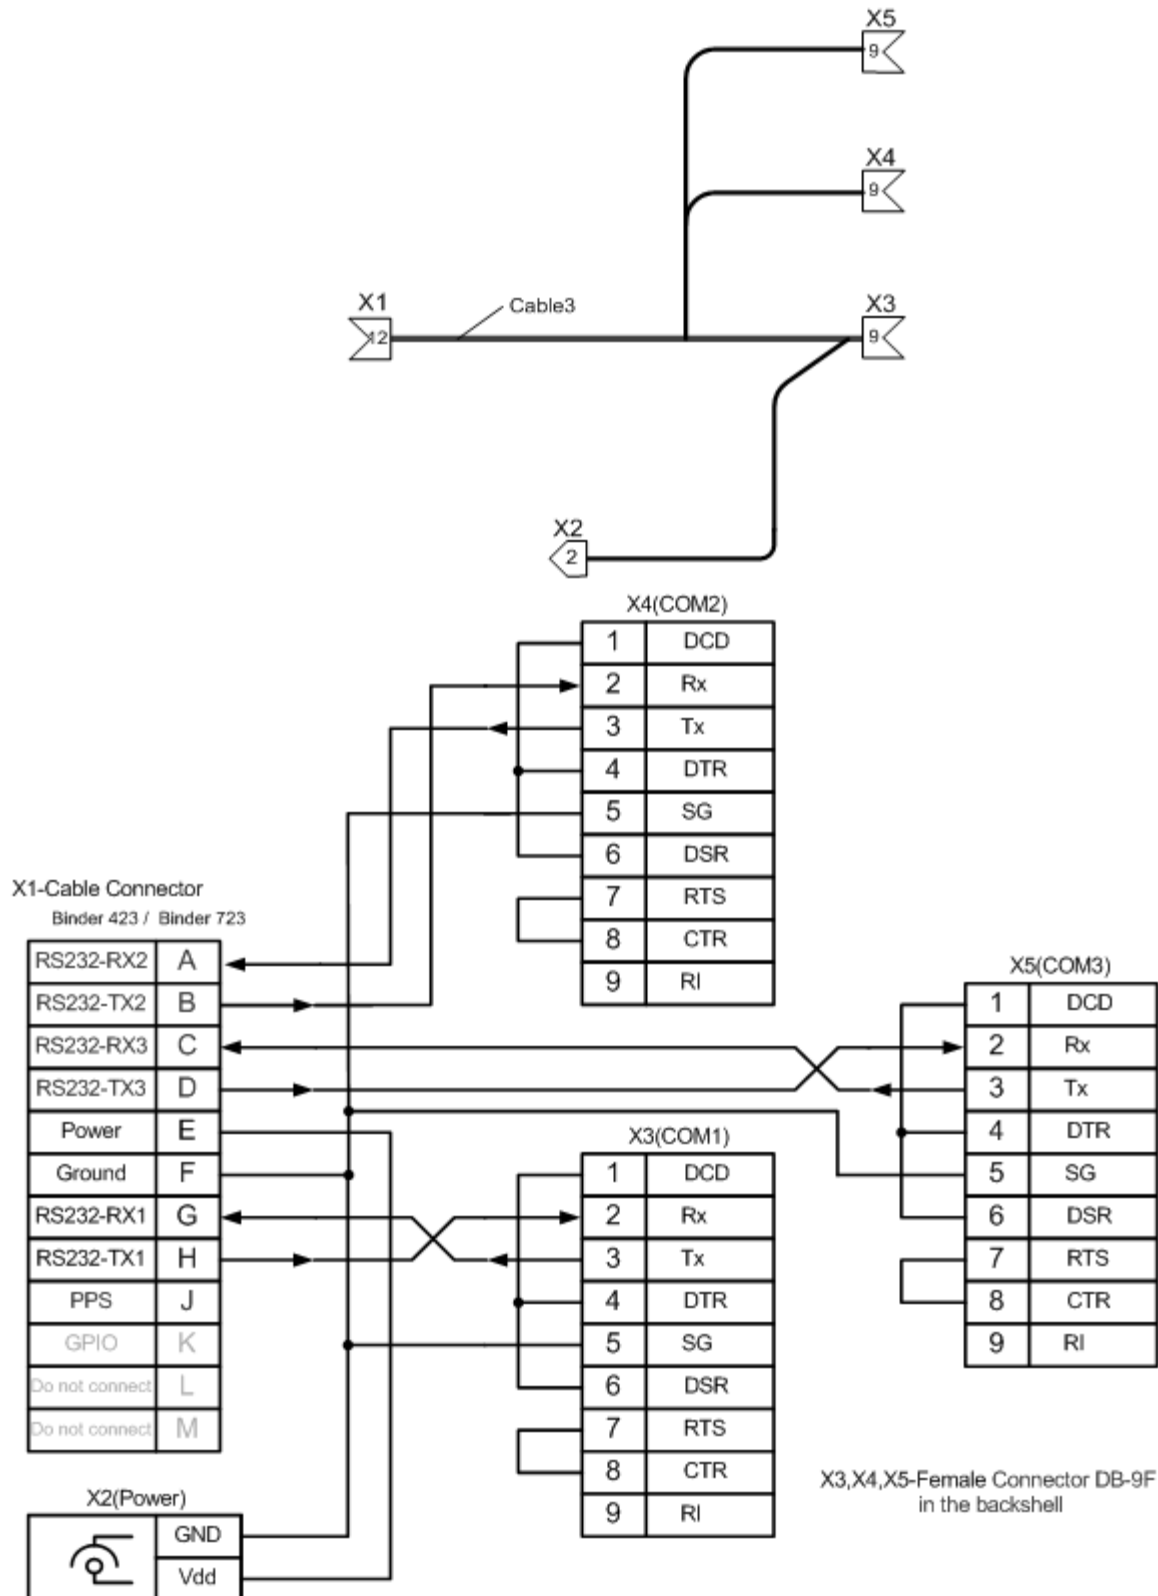 X5
9
X4
9
X1
Cable3
X3
12
9
X2
2
X4(COM2)
1 DCD
2 Rx
3 Tx
4 DTR
5 SG
6 DSR
7 RTS
8 CTR
9 RI
X1-Cable Connector
Binder 423 / Binder 723
RS232-RX2 A
RS232-TX2 B
RS232-RX3 C
RS232-TX3 D
Power E
Ground F
RS232-RX1 G
RS232-TX1 H
PPS J
GPIO K
Do not connect L
Do not connect M
X5(COM3)
1 DCD
2 Rx
3 Tx
4 DTR
5 SG
6 DSR
7 RTS
8 CTR
9 RI
X3(COM1)
1 DCD
2 Rx
3 Tx
4 DTR
5 SG
6 DSR
7 RTS
8 CTR
9 RI
X3,X4,X5-Female Connector DB-9F
in the backshell
X2(Power)
GND
Vdd